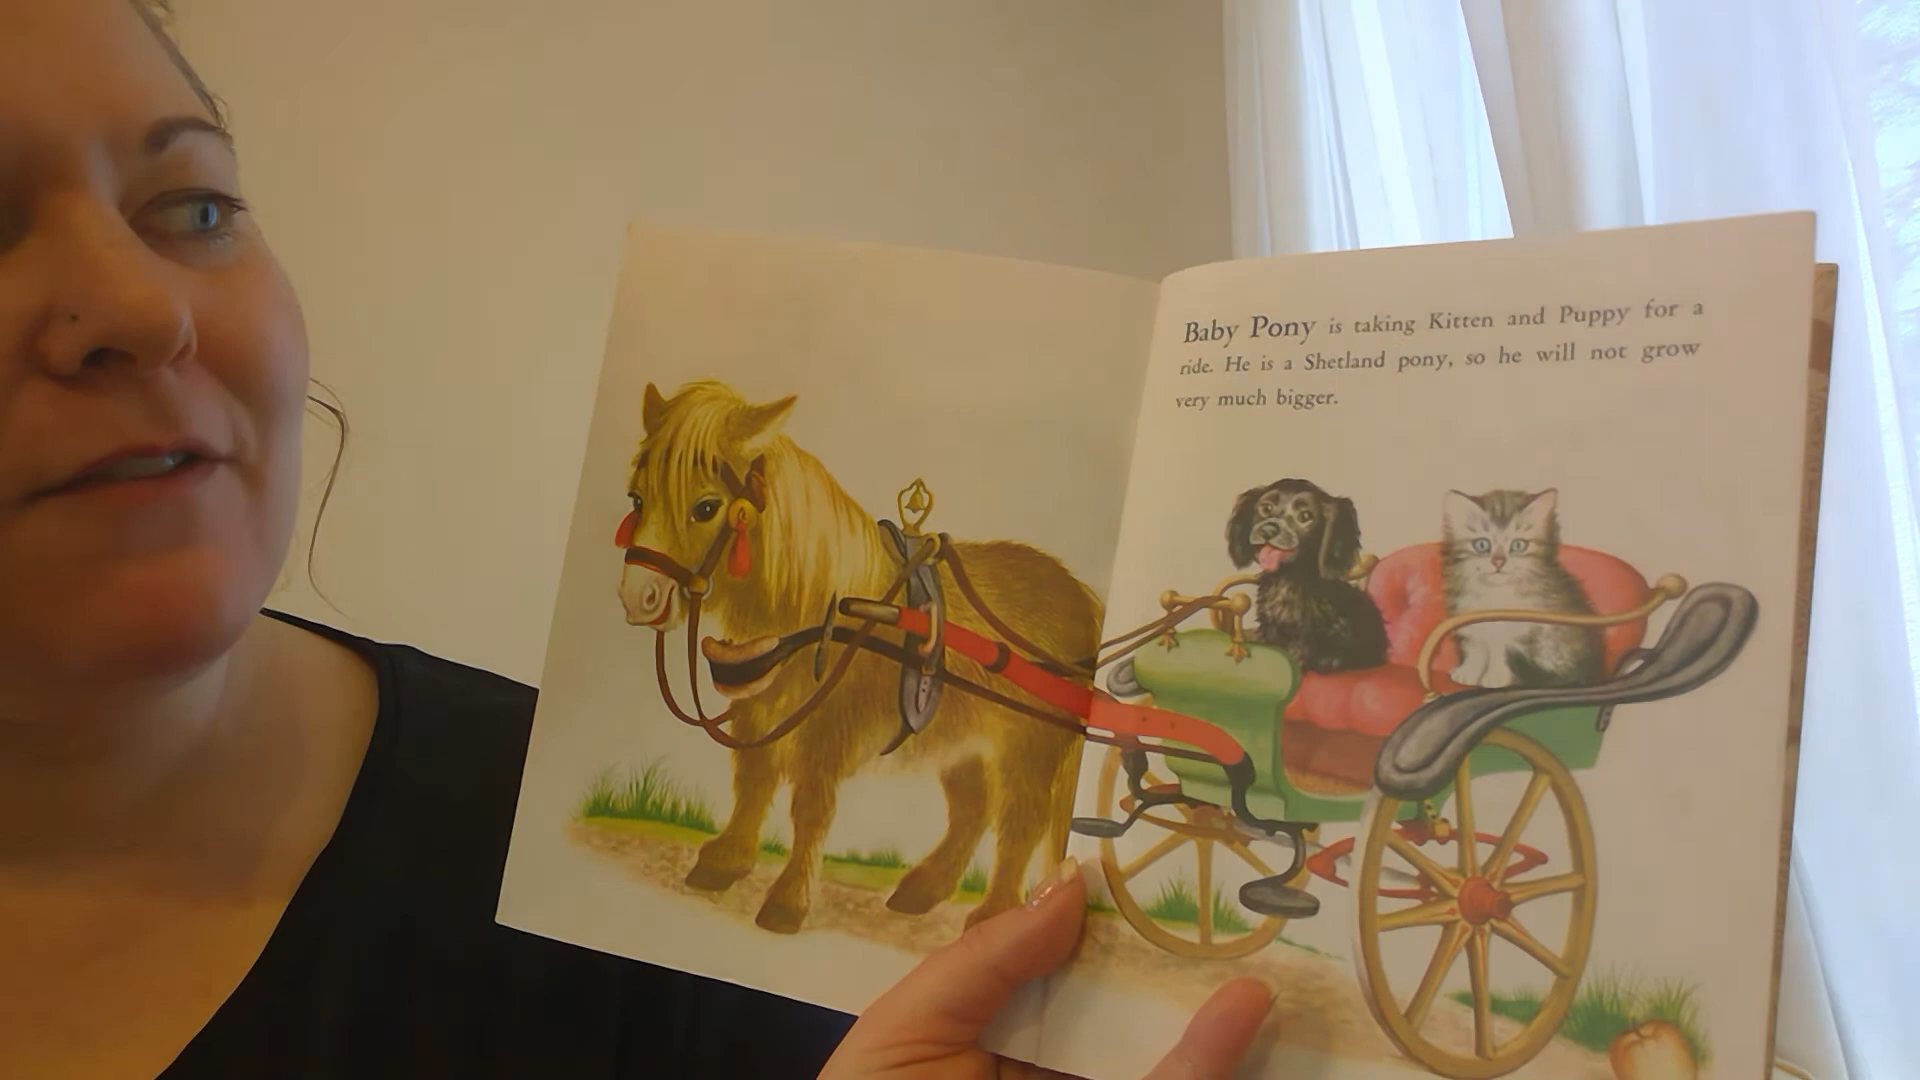 Baby Pony is taking Kitten and Puppy for a
ride. He is a Shetland pony, so he will not grow
very much bigger.